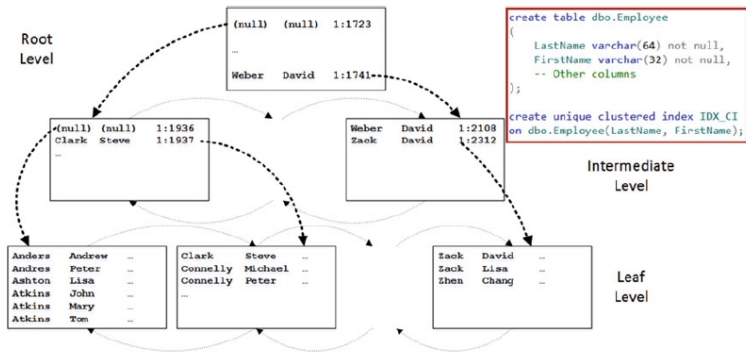 Root
Level
(null) (null) 1:1723
…
Weber David 1:1741
create table dbo.Employee
(
LastName varchar(64) not null,
FirstName varchar(32) not null,
-- Other columns
);
create unique clustered index IDX_CI
on dbo.Employee(LastName, FirstName);
(null) (null) 1:1936
Clark Steve 1:1937
…
Weber David 1:2108
Zack David 1:2312
Intermediate
Level
Anders Andrew …
Andres Peter …
Ashton Lisa …
Atkins John …
Atkins Mary …
Atkins Tom …
Clark Steve …
Connelly Michael …
Connelly Peter …
…
Zack David …
Zack Lisa …
Zhen Chang …
Leaf
Level